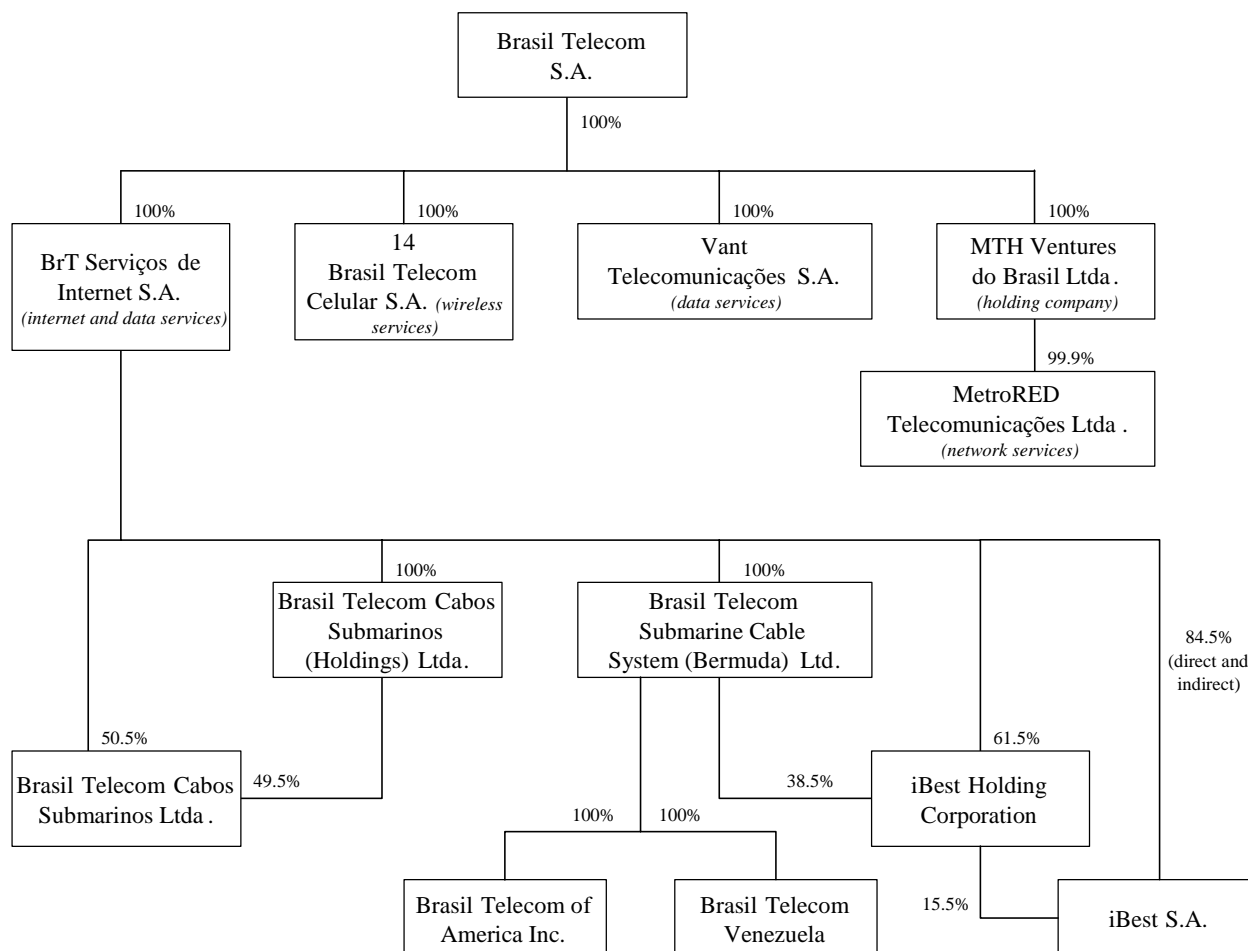 Brasil Telecom
S.A.
100%
100%
100%
100%
100%
BrT Serviços de
Internet S.A.
(internet and data services)
14
Brasil Telecom
Celular S.A. (wireless
services)
Vant
Telecomunicações S.A.
(data services)
MTH Ventures
do Brasil Ltda.
(holding company)
99.9%
MetroRED
Telecomunicações Ltda.
(network services)
100%
100%
Brasil Telecom Cabos
Submarinos
(Holdings) Ltda.
Brasil Telecom
Submarine Cable
System (Bermuda) Ltd.
84.5%
(direct and
indirect)
50.5%
61.5%
Brasil Telecom Cabos
Submarinos Ltda.
49.5%
38.5%
iBest Holding
Corporation
100%
100%
Brasil Telecom of
America Inc.
Brasil Telecom
Venezuela
15.5%
iBest S.A.